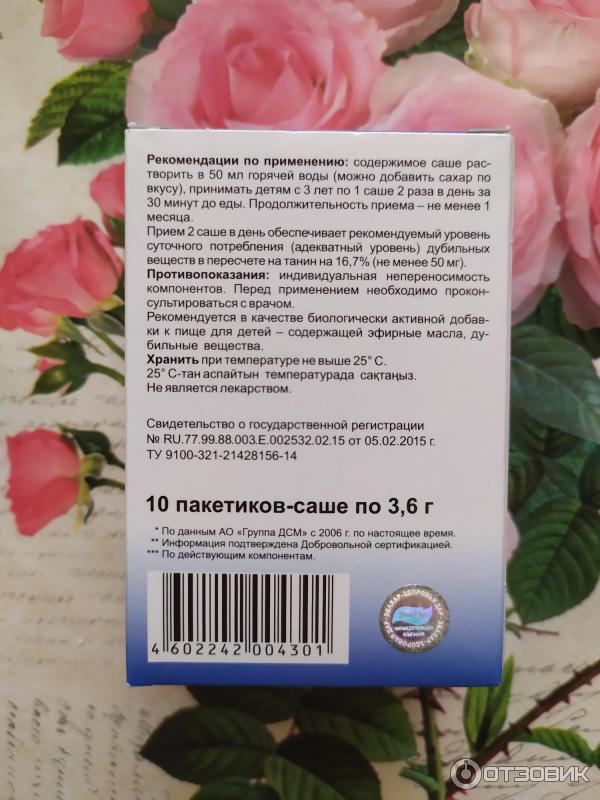 Рекомендации по применению: содержимое саше рас-
творить в 50 мл горячей воды (можно добавить сахар по
вкусу), принимать детям с 3 лет по 1 саше 2 раза в день за
30 минут до еды. Продолжительность приема – не менее 1
месяца.
Прием 2 саше в день обеспечивает рекомендуемый уровень
суточного потребления (адекватный уровень) дубильных
веществ в пересчете на танин на 16,7% (не менее 50 мг).
Противопоказания: индивидуальная непереносимость
компонентов. Перед применением необходимо прокон-
сультироваться с врачом.
Рекомендуется в качестве биологически активной добав-
ки к пище для детей – содержащей эфирные масла, ду-
бильные вещества.
Хранить при температуре не выше 25° С.
25° С-тан аспайтын температурада сақтаңыз.
Не является лекарством.
Свидетельство о государственной регистрации
№ RU.77.99.88.003.Е.002532.02.15 от 05.02.2015 г.
ТУ 9100-321-21428156-14
10 пакетиков-саше по 3,6 г
* По данным АО «Группа ДСМ» с 2006 г. по настоящее время.
** Информация подтверждена Добровольной сертификацией.
*** По действующим компонентам.
4 602242 004301
ЭВАЛАР-ЗДОРОВЬЯ ДАР
ОТЗОВИК